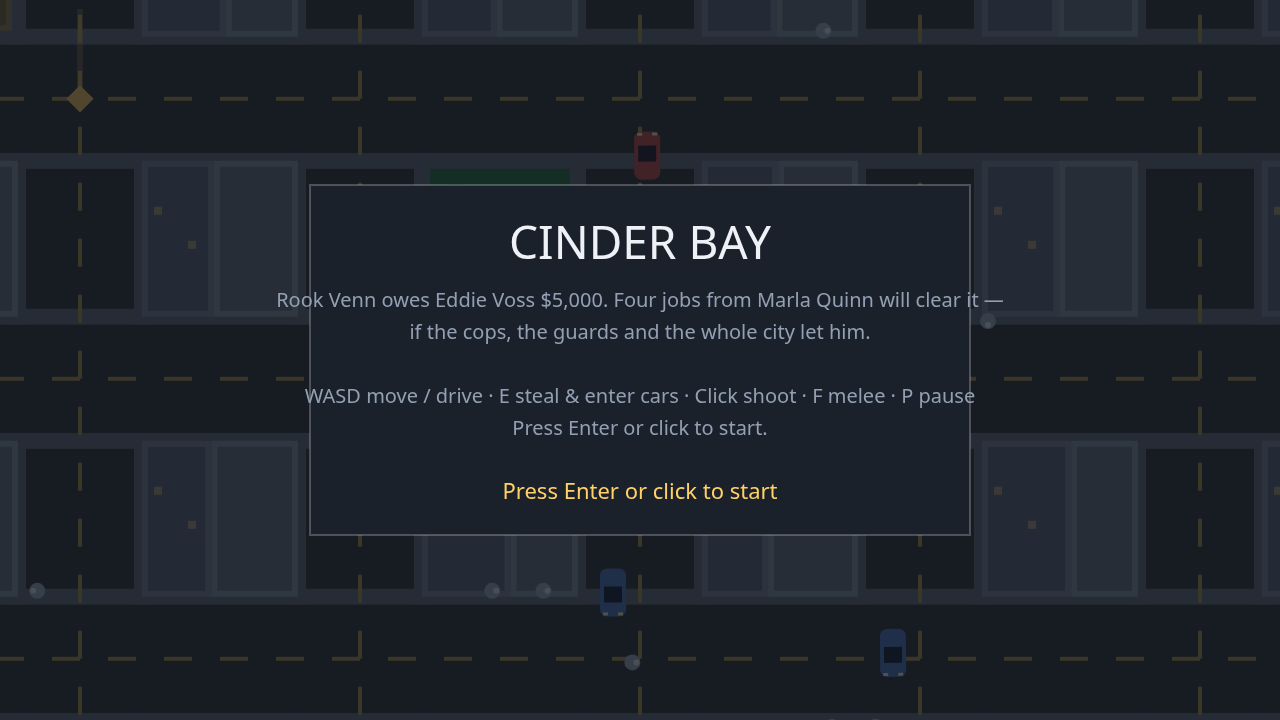 CINDER BAY
Rook Venn owes Eddie Voss $5,000. Four jobs from Marla Quinn will clear it —
if the cops, the guards and the whole city let him.
WASD move / drive · E steal & enter cars · Click shoot · F melee · P pause
Press Enter or click to start.
Press Enter or click to start